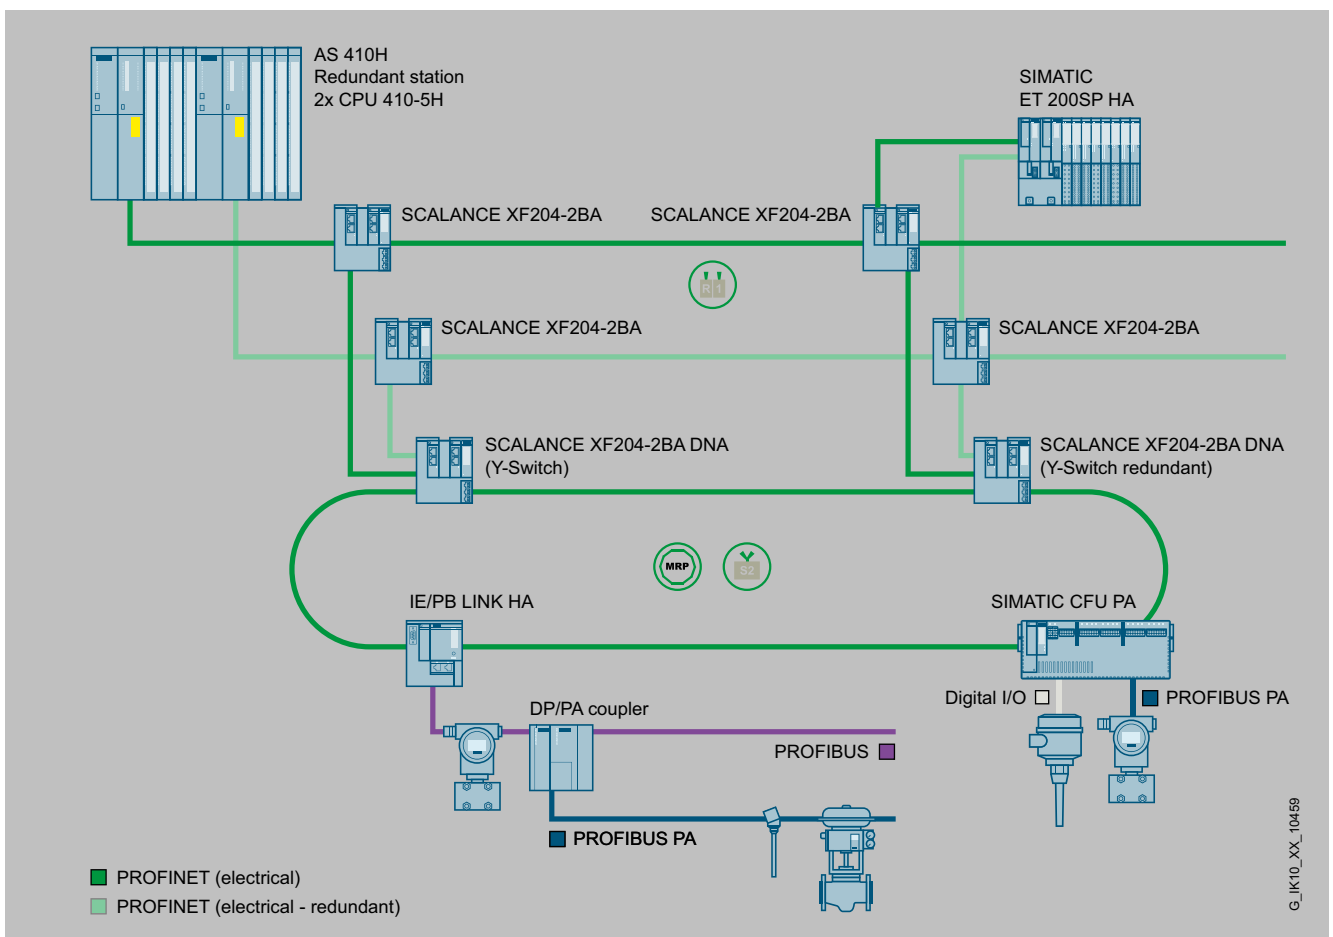 AS 410H
Redundant station
2x CPU 410-5H
SIMATIC
ET 200SP HA
SCALANCE XF204-2BA
SCALANCE XF204-2BA
R 1
SCALANCE XF204-2BA
SCALANCE XF204-2BA
SCALANCE XF204-2BA DNA
(Y-Switch)
SCALANCE XF204-2BA DNA
(Y-Switch redundant)
MRP
S2
IE/PB LINK HA
SIMATIC CFU PA
Digital I/O
PROFIBUS PA
DP/PA coupler
PROFIBUS
PROFIBUS PA
PROFINET (electrical)
PROFINET (electrical - redundant)
G_IK10_XX_10459